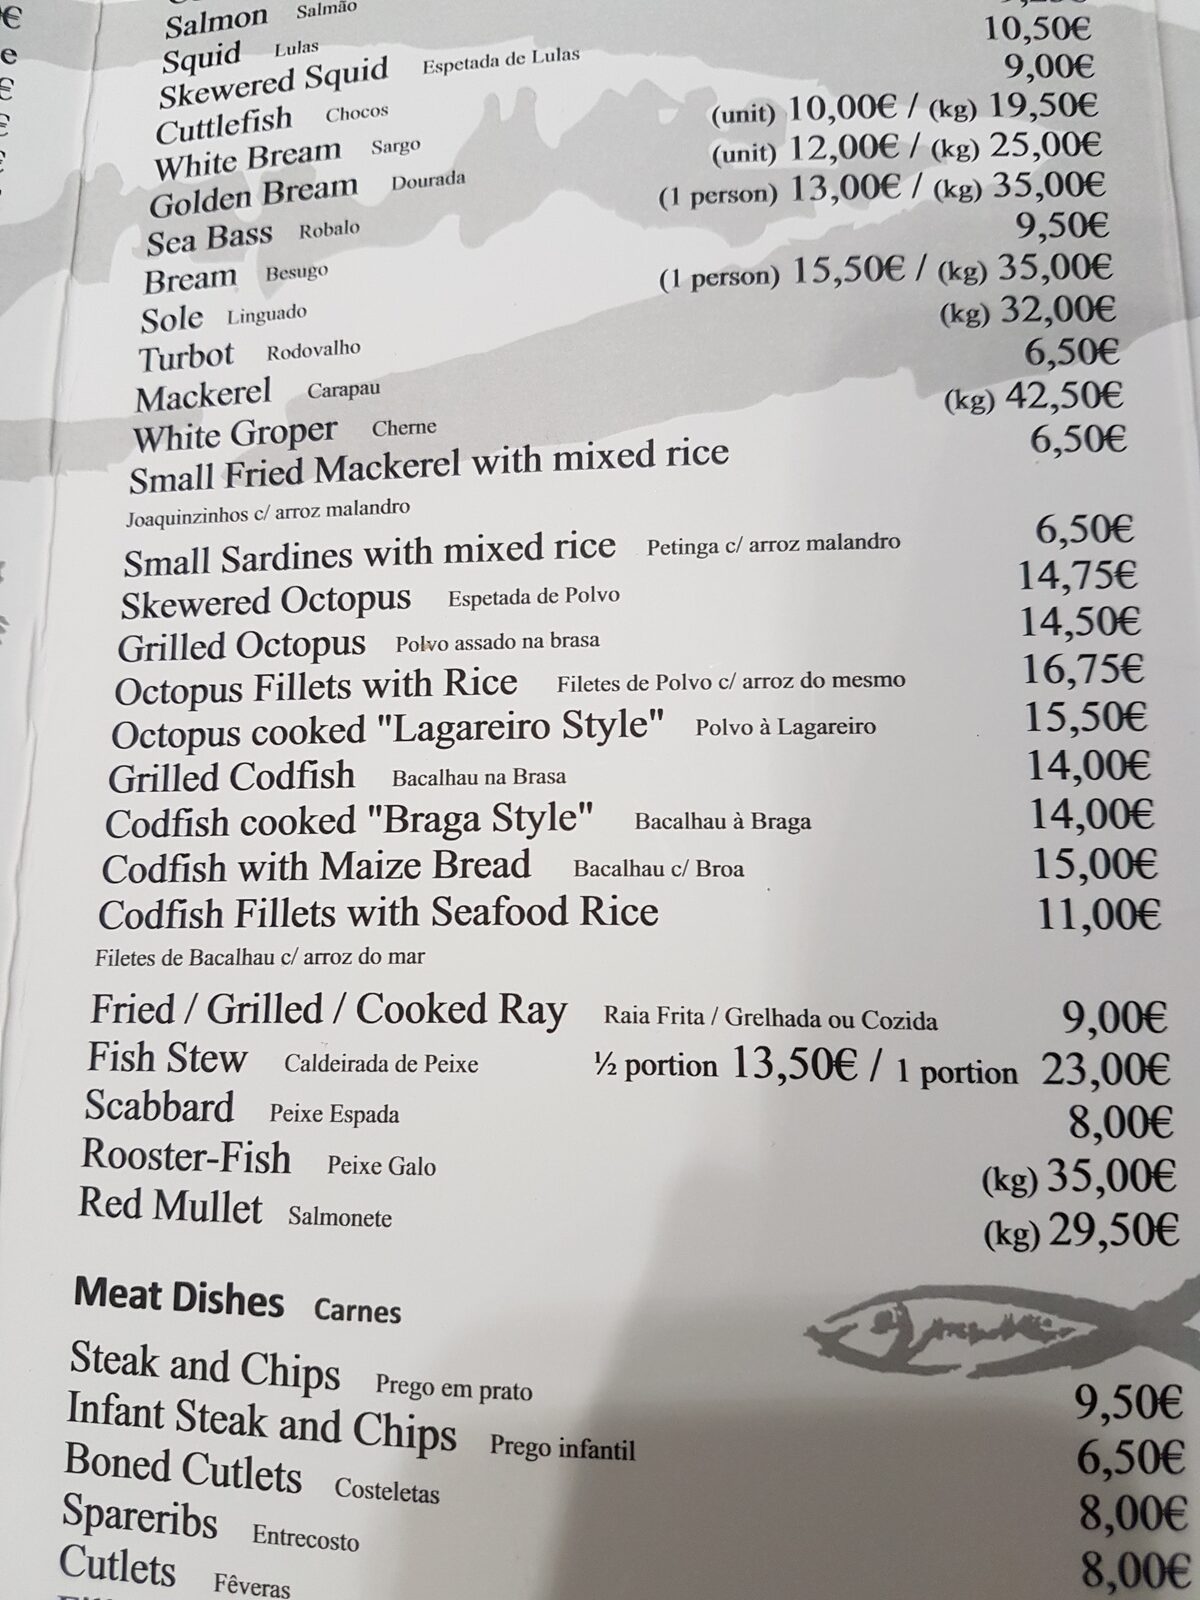 Salmon Salmão
Squid Lulas
Skewered Squid Espetada de Lulas 10,50€
Cuttlefish Chocos 9,00€
White Bream Sargo (unit) 10,00€ / (kg) 19,50€
Golden Bream Dourada (unit) 12,00€ / (kg) 25,00€
Sea Bass Robalo (1 person) 13,00€ / (kg) 35,00€
Bream Besugo 9,50€
Sole Linguado (1 person) 15,50€ / (kg) 35,00€
Turbot Rodovalho (kg) 32,00€
Mackerel Carapau 6,50€
White Groper Cherne (kg) 42,50€
Small Fried Mackerel with mixed rice 6,50€
Joaquinzinhos c/ arroz malandro
Small Sardines with mixed rice Petinga c/ arroz malandro 6,50€
Skewered Octopus Espetada de Polvo 14,75€
Grilled Octopus Polvo assado na brasa 14,50€
Octopus Fillets with Rice Filetes de Polvo c/ arroz do mesmo 16,75€
Octopus cooked "Lagareiro Style" Polvo à Lagareiro 15,50€
Grilled Codfish Bacalhau na Brasa 14,00€
Codfish cooked "Braga Style" Bacalhau à Braga 14,00€
Codfish with Maize Bread Bacalhau c/ Broa 15,00€
Codfish Fillets with Seafood Rice 11,00€
Filetes de Bacalhau c/ arroz do mar
Fried / Grilled / Cooked Ray Raia Frita / Grelhada ou Cozida 9,00€
Fish Stew Caldeirada de Peixe ½ portion 13,50€ / 1 portion 23,00€
Scabbard Peixe Espada 8,00€
Rooster-Fish Peixe Galo (kg) 35,00€
Red Mullet Salmonete (kg) 29,50€
Meat Dishes Carnes
Steak and Chips Prego em prato 9,50€
Infant Steak and Chips Prego infantil 6,50€
Boned Cutlets Costeletas 8,00€
Spareribs Entrecosto 8,00€
Cutlets Fêveras